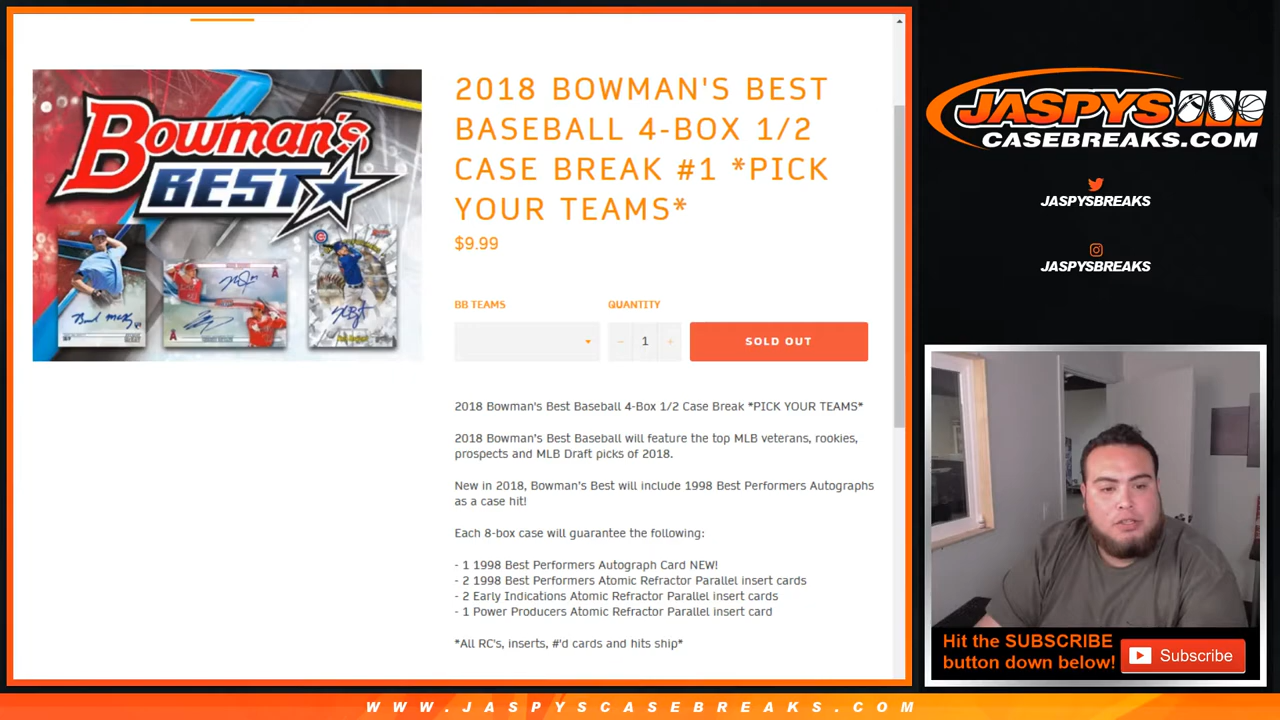 Bowman's
BEST
2018 BOWMAN'S BEST
BASEBALL 4-BOX 1/2
CASE BREAK #1 *PICK
YOUR TEAMS*
$9.99
BB TEAMS
QUANTITY
− 1 +
SOLD OUT
2018 Bowman's Best Baseball 4-Box 1/2 Case Break *PICK YOUR TEAMS*
2018 Bowman's Best Baseball will feature the top MLB veterans, rookies,
prospects and MLB Draft picks of 2018.
New in 2018, Bowman's Best will include 1998 Best Performers Autographs
as a case hit!
Each 8-box case will guarantee the following:
- 1 1998 Best Performers Autograph Card NEW!
- 2 1998 Best Performers Atomic Refractor Parallel insert cards
- 2 Early Indications Atomic Refractor Parallel insert cards
- 1 Power Producers Atomic Refractor Parallel insert card
*All RC's, inserts, #'d cards and hits ship*
JASPYS
CASEBREAKS.COM
JASPYSBREAKS
JASPYSBREAKS
Hit the SUBSCRIBE
button down below!
Subscribe
WWW.JASPYSCASEBREAKS.COM